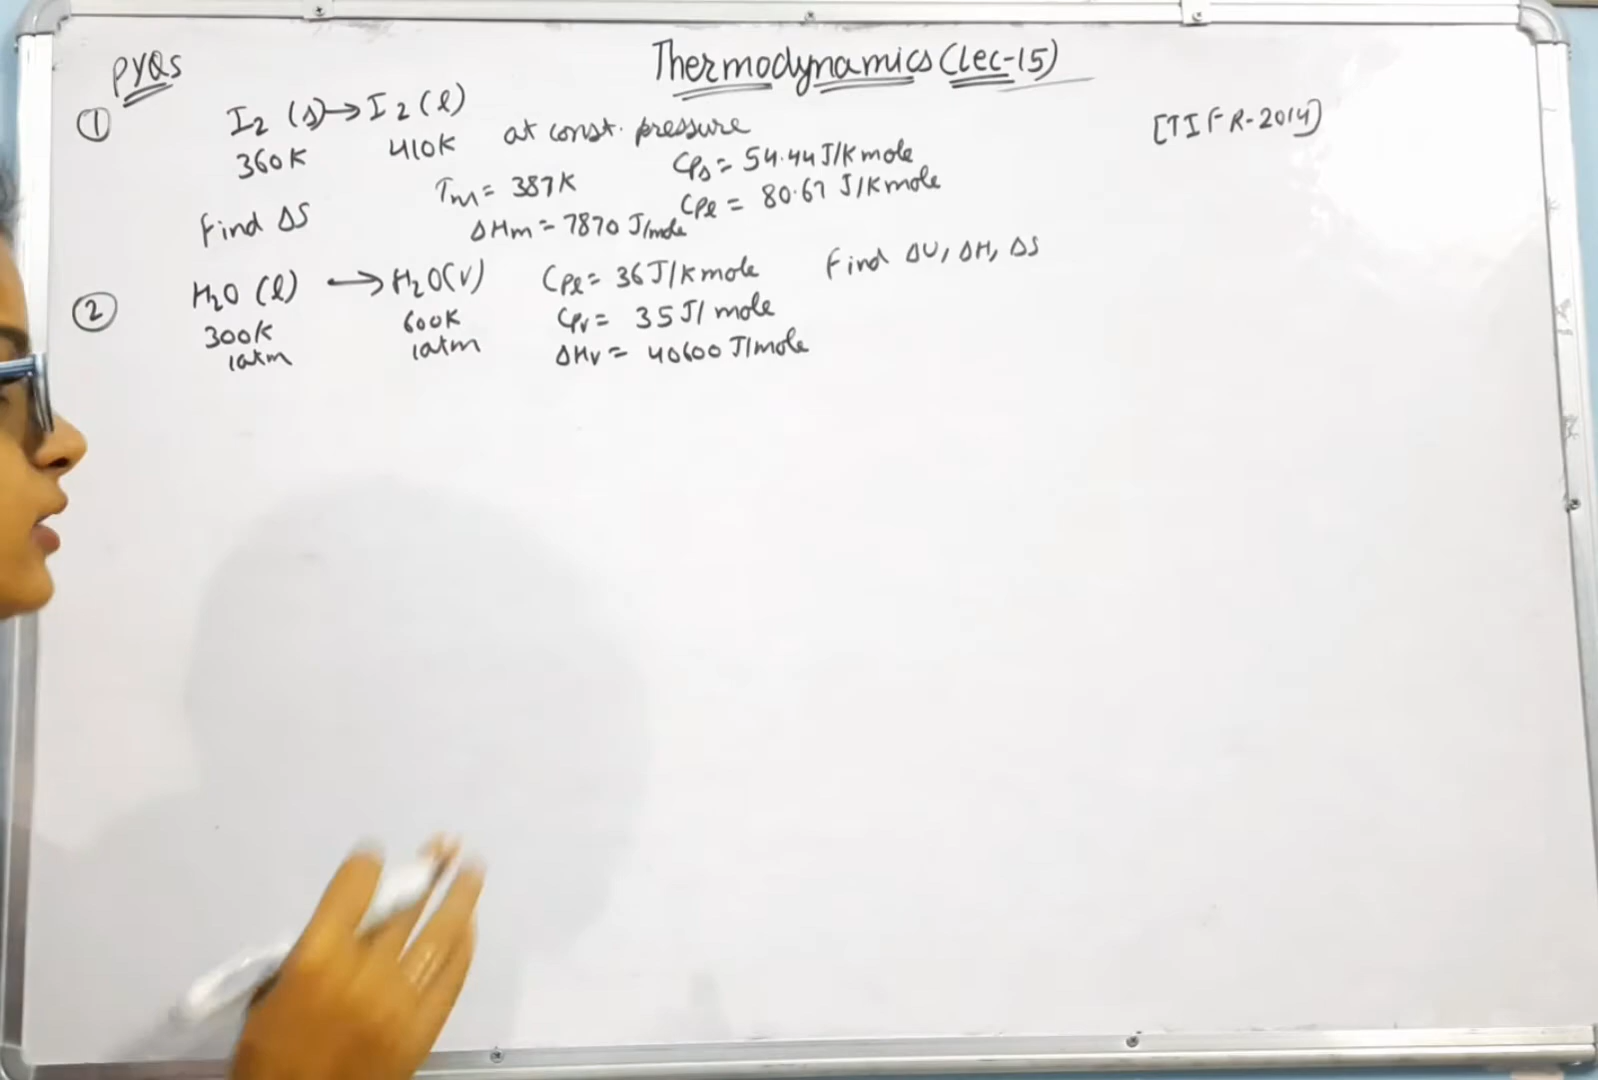 PYQs
Thermodynamics (Lec-15)
① I₂ (s) → I₂ (l) at const. pressure [TIFR-2014]
360K 410K
Tm = 387K CPs = 54.44 J/K mole
Find ΔS ΔHm = 7870 J/mole CPl = 80.67 J/K mole
② H₂O (l) → H₂O(v) CPl = 36 J/K mole Find ΔU, ΔH, ΔS
300K 600K CPv = 35 J/ mole
1atm 1atm ΔHv = 40600 J/mole